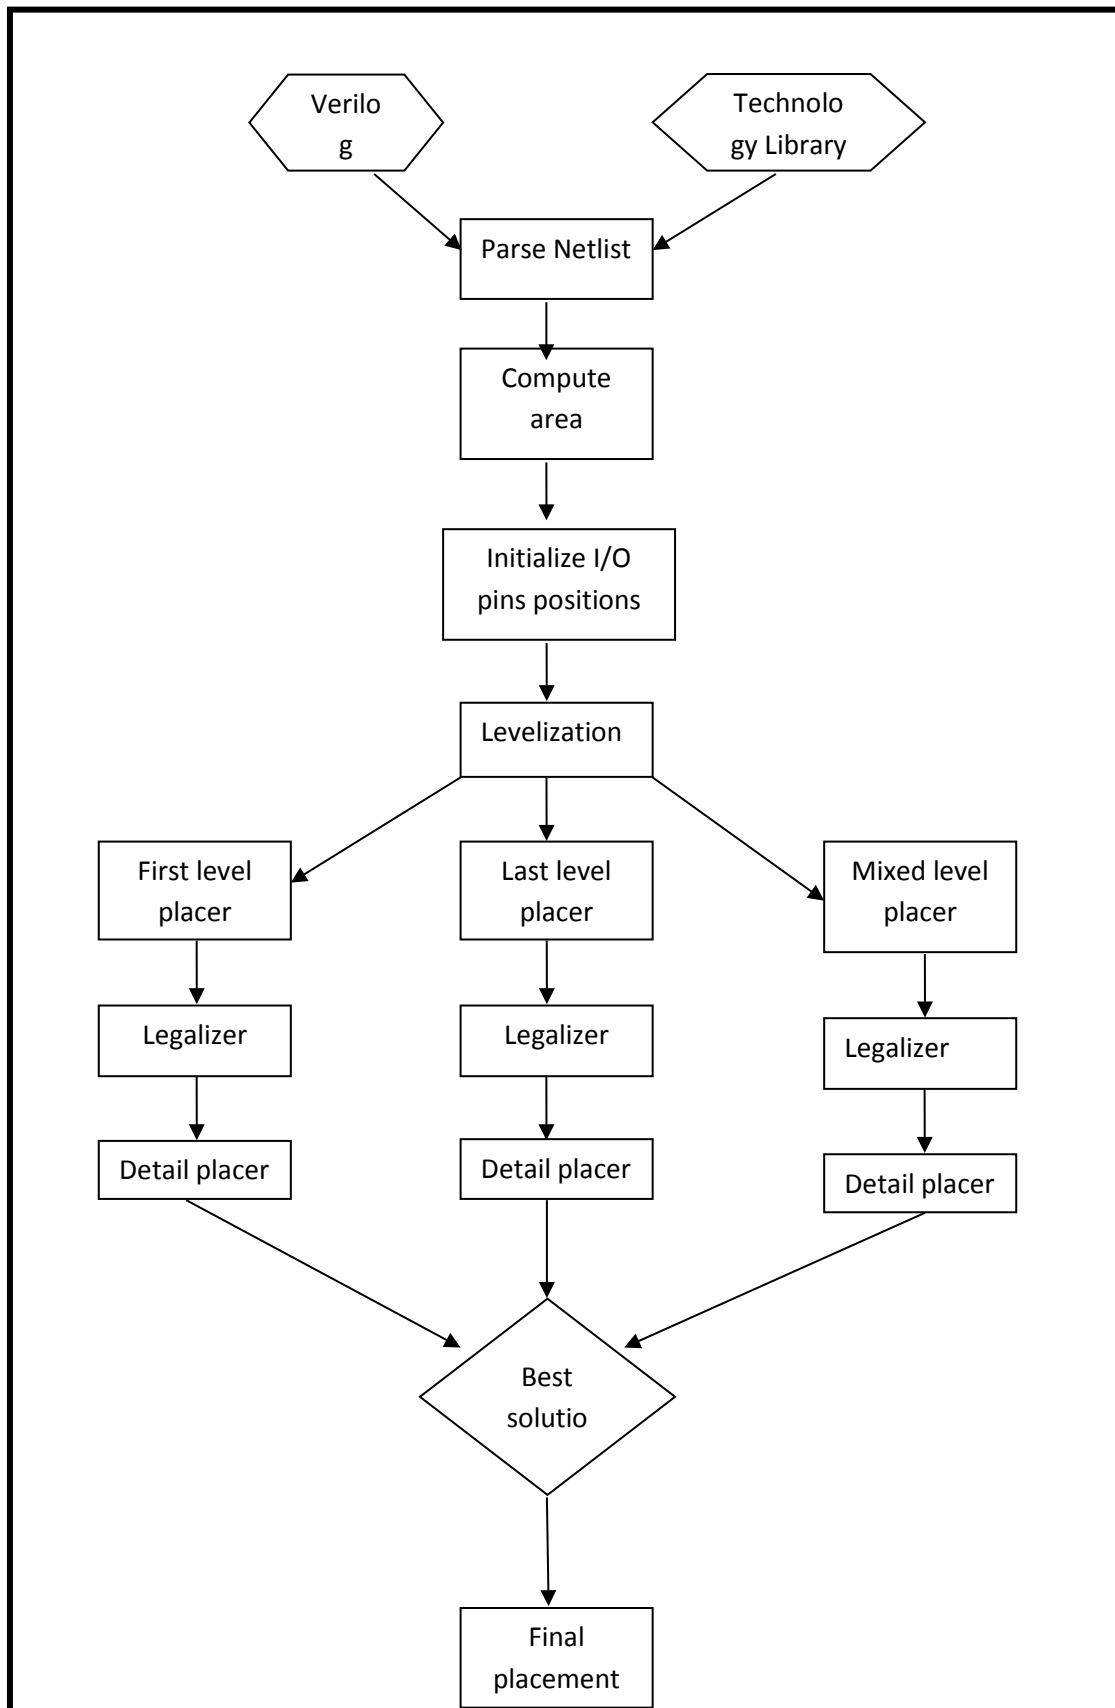 Verilo
g
Technolo
gy Library
Parse Netlist
Compute
area
Initialize I/O
pins positions
Levelization
First level
placer
Last level
placer
Mixed level
placer
Legalizer
Legalizer
Legalizer
Detail placer
Detail placer
Detail placer
Best
solutio
Final
placement